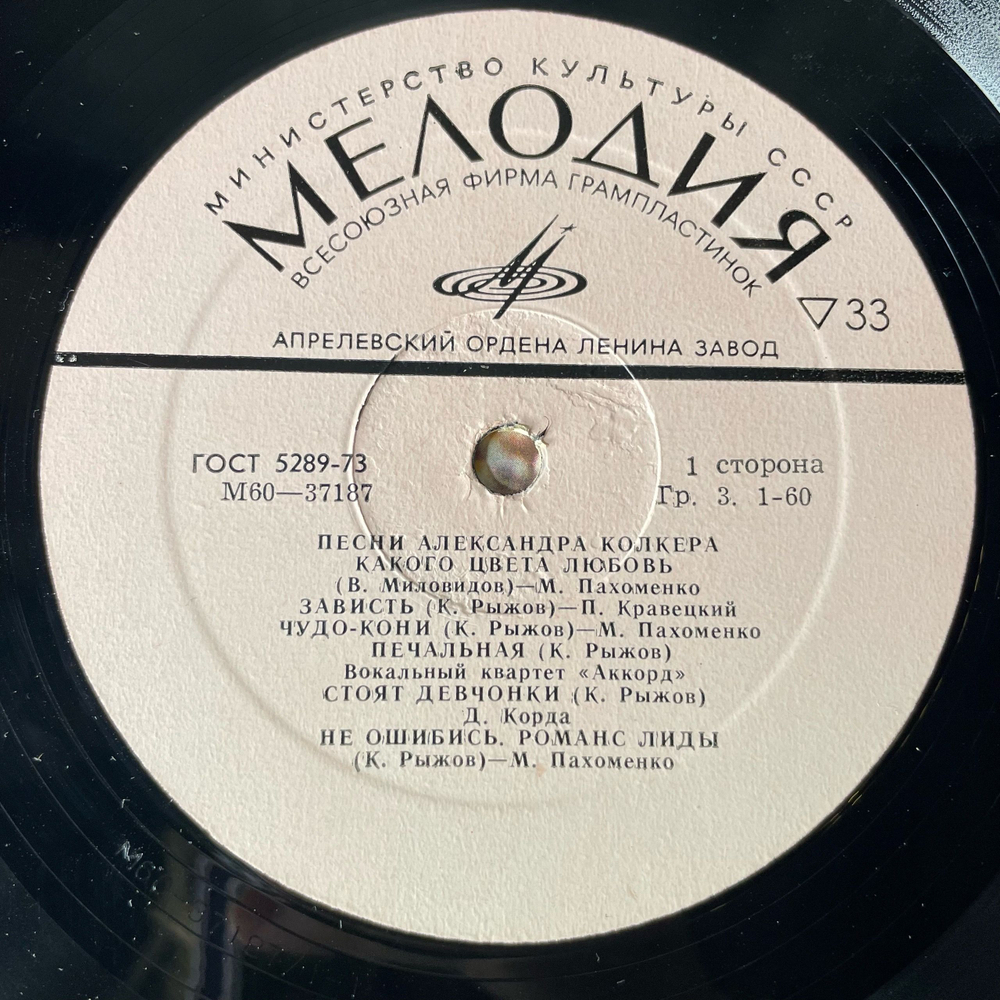 МИНИСТЕРСТВО КУЛЬТУРЫ СССР
МЕЛОДИЯ
ВСЕСОЮЗНАЯ ФИРМА ГРАМПЛАСТИНОК
▽33
АПРЕЛЕВСКИЙ ОРДЕНА ЛЕНИНА ЗАВОД
ГОСТ 5289-73
М60—37187
1 сторона
Гр. 3. 1-60
ПЕСНИ АЛЕКСАНДРА КОЛКЕРА
КАКОГО ЦВЕТА ЛЮБОВЬ
(В. Миловидов)—М. Пахоменко
ЗАВИСТЬ (К. Рыжов)—П. Кравецкий
ЧУДО-КОНИ (К. Рыжов)—М. Пахоменко
ПЕЧАЛЬНАЯ (К. Рыжов)
Вокальный квартет «Аккорд»
СТОЯТ ДЕВЧОНКИ (К. Рыжов)
Д. Корда
НЕ ОШИБИСЬ. РОМАНС ЛИДЫ
(К. Рыжов)—М. Пахоменко